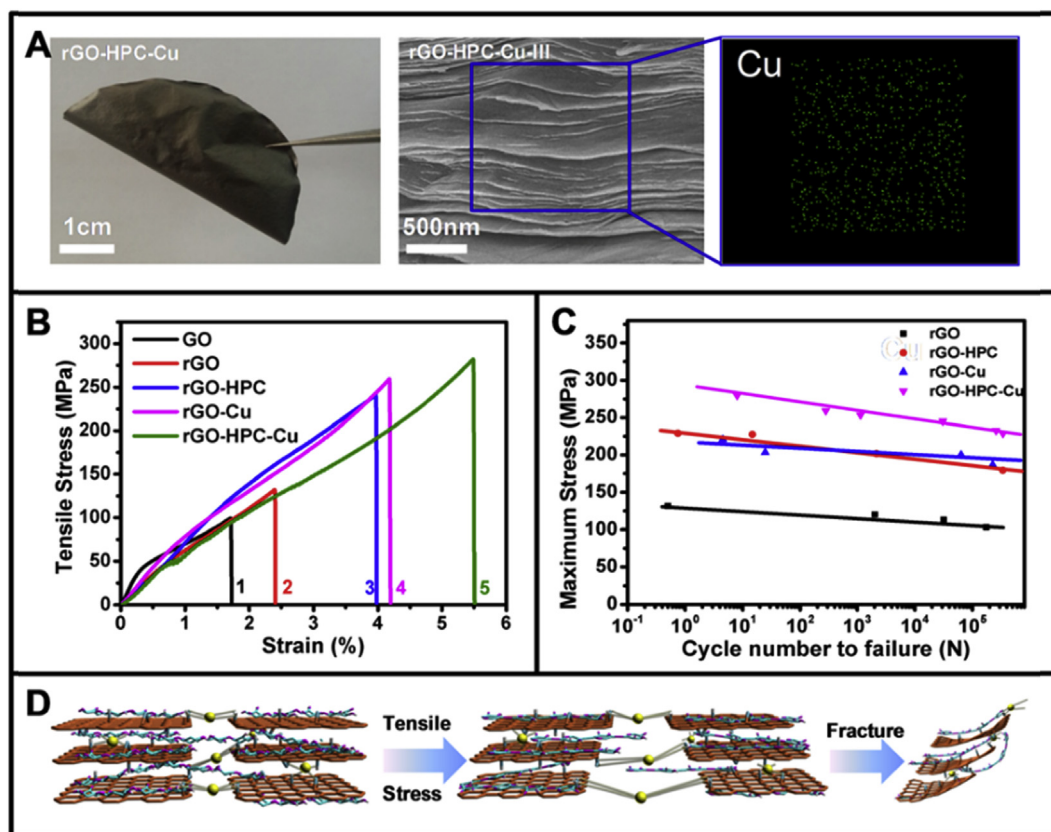 A
rGO-HPC-Cu
1cm
rGO-HPC-Cu-III
500nm
Cu
B
GO
rGO
rGO-HPC
rGO-Cu
rGO-HPC-Cu
Tensile Stress (MPa)
300
250
200
150
100
50
0
1
2
3
4
5
0 1 2 3 4 5 6
Strain (%)
C
Cu
rGO
rGO-HPC
rGO-Cu
rGO-HPC-Cu
Maximum Stress (MPa)
350
300
250
200
150
100
50
0
10⁻¹ 10⁰ 10¹ 10² 10³ 10⁴ 10⁵
Cycle number to failure (N)
D
Tensile
Stress
Fracture